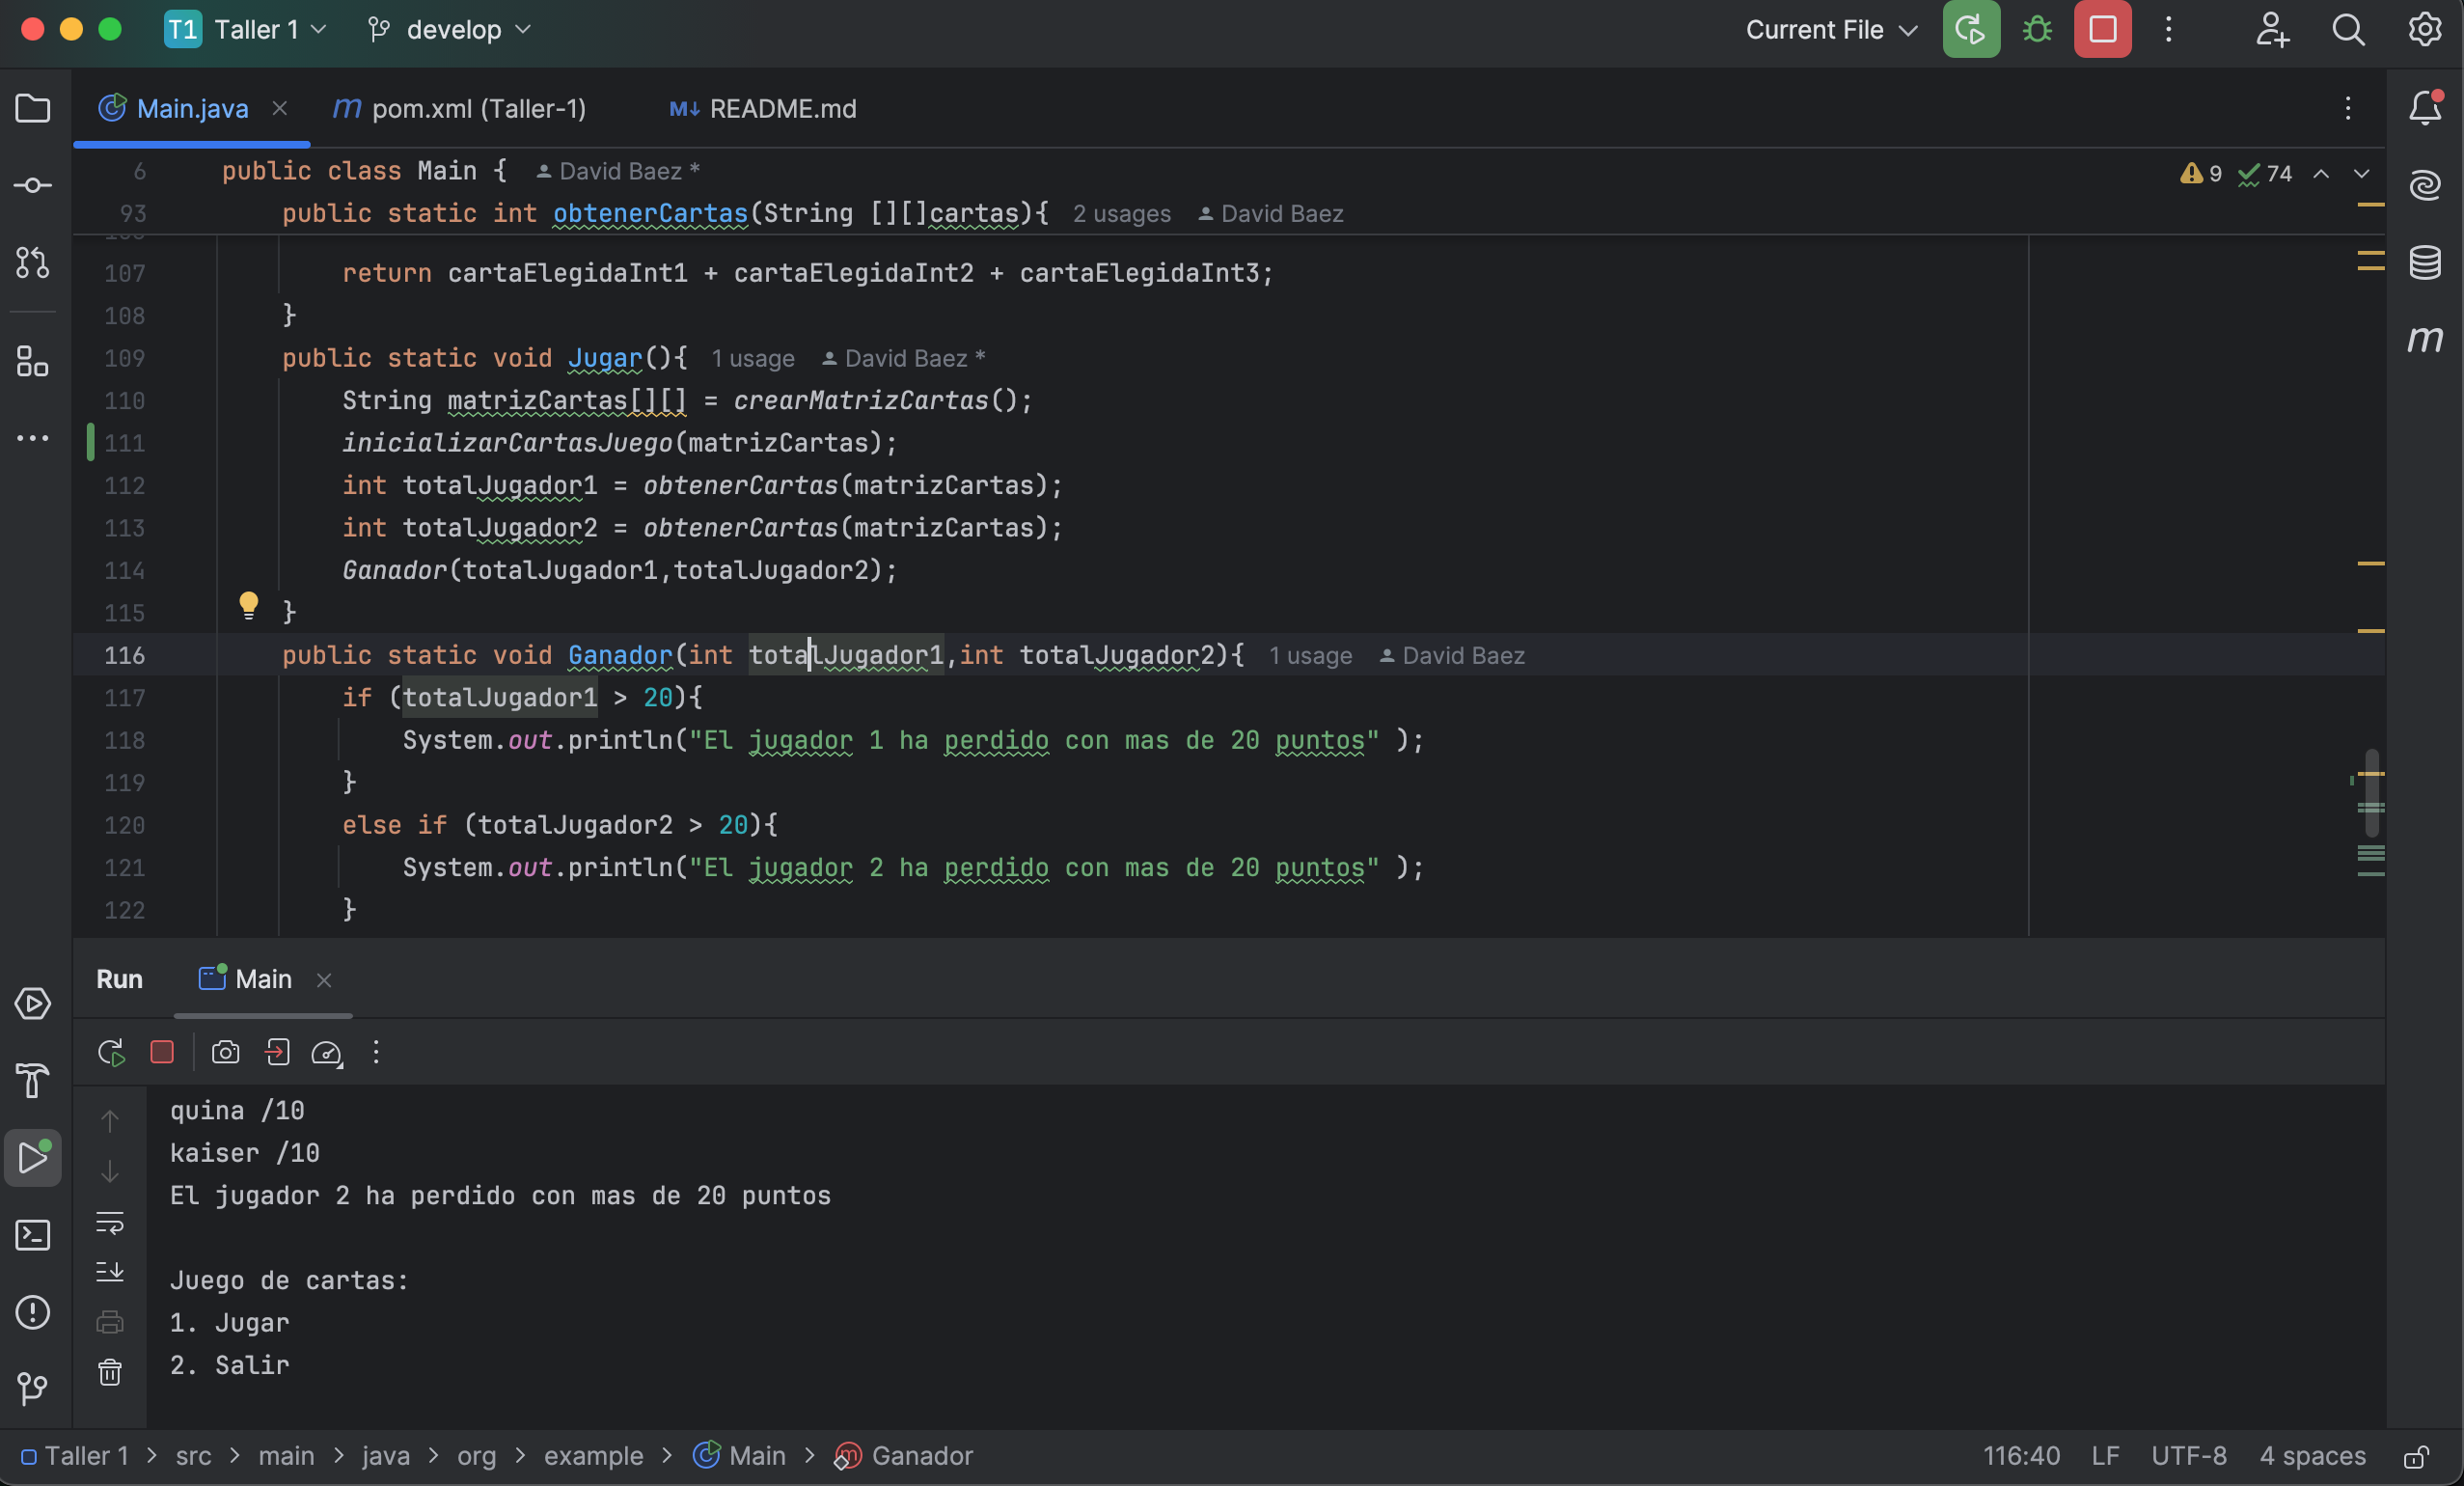 T1 Taller 1 develop Current File
Main.java m pom.xml (Taller-1) M↓ README.md
6 public class Main { David Baez * 9 74
93 public static int obtenerCartas(String [][]cartas){ 2 usages David Baez
107 return cartaElegidaInt1 + cartaElegidaInt2 + cartaElegidaInt3;
108 }
109 public static void Jugar(){ 1 usage David Baez *
110 String matrizCartas[][] = crearMatrizCartas();
111 inicializarCartasJuego(matrizCartas);
112 int totalJugador1 = obtenerCartas(matrizCartas);
113 int totalJugador2 = obtenerCartas(matrizCartas);
114 Ganador(totalJugador1,totalJugador2);
115 }
116 public static void Ganador(int totalJugador1,int totalJugador2){ 1 usage David Baez
117 if (totalJugador1 > 20){
118 System.out.println("El jugador 1 ha perdido con mas de 20 puntos" );
119 }
120 else if (totalJugador2 > 20){
121 System.out.println("El jugador 2 ha perdido con mas de 20 puntos" );
122 }
Run Main
quina /10
kaiser /10
El jugador 2 ha perdido con mas de 20 puntos
Juego de cartas:
1. Jugar
2. Salir
Taller 1 > src > main > java > org > example > Main > Ganador 116:40 LF UTF-8 4 spaces